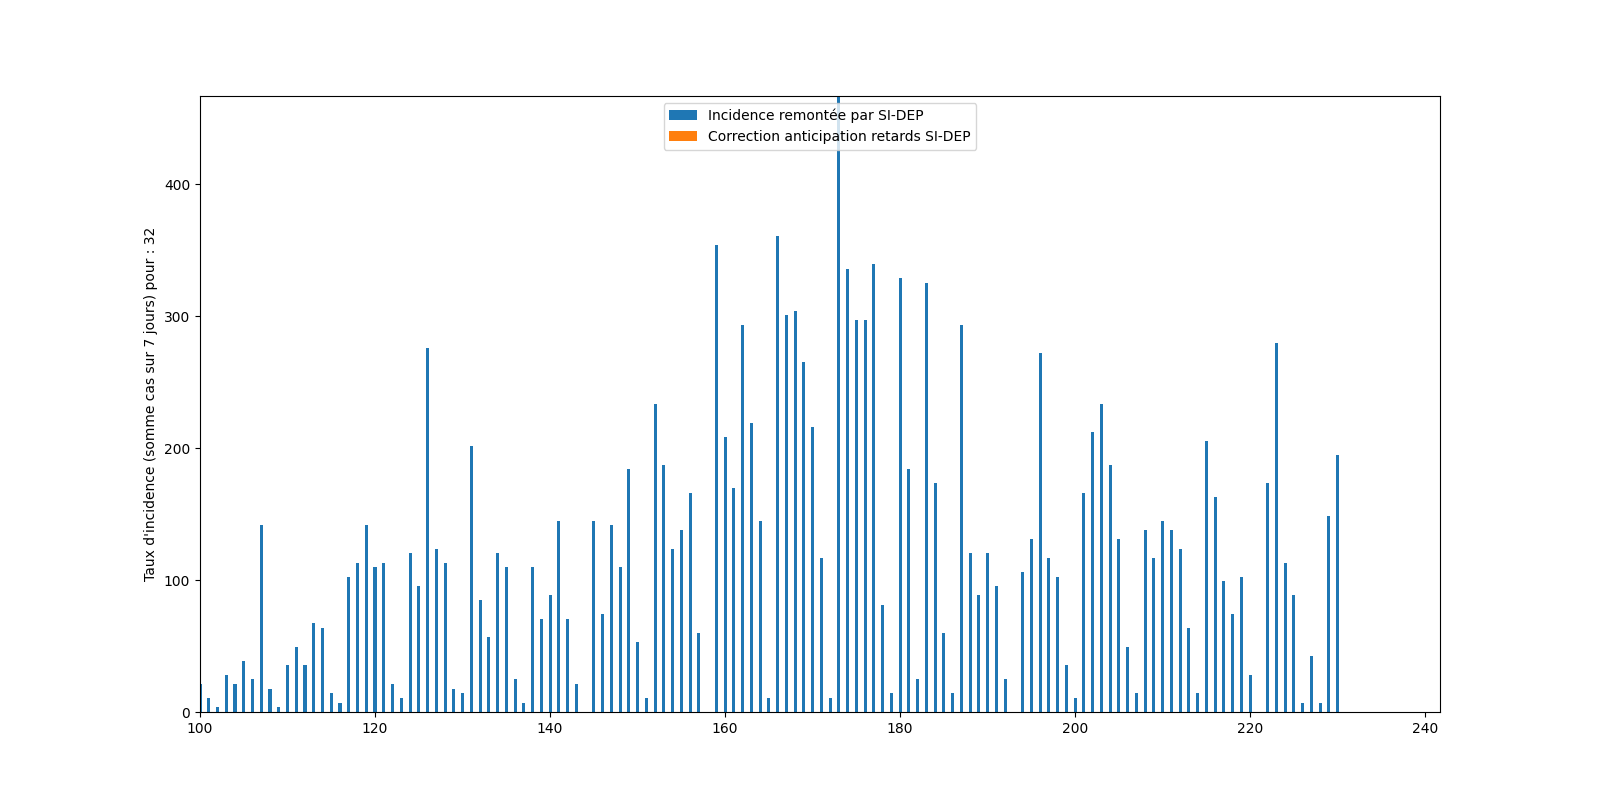 Incidence remontée par SI-DEP
Correction anticipation retards SI-DEP
Taux d'incidence (somme cas sur 7 jours) pour : 32
400
300
200
100
0
100 120 140 160 180 200 220 240